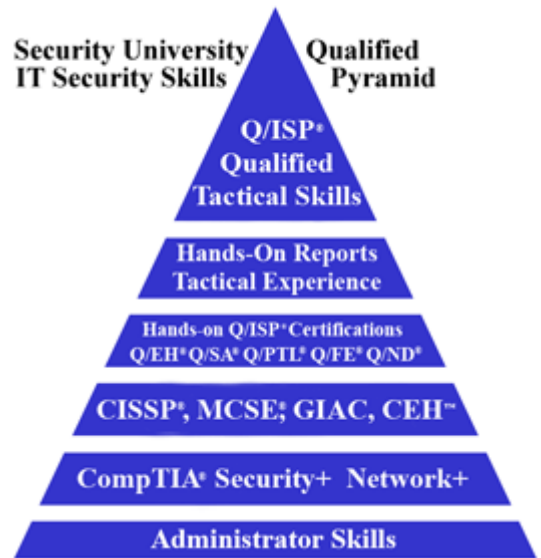 Security University Qualified
IT Security Skills Pyramid
Q/ISP®
Qualified
Tactical Skills
Hands-On Reports
Tactical Experience
Hands-on Q/ISP® Certifications
Q/EH® Q/SA® Q/PTL® Q/FE® Q/ND®
CISSP®, MCSE®, GIAC, CEH™
CompTIA® Security+ Network+
Administrator Skills